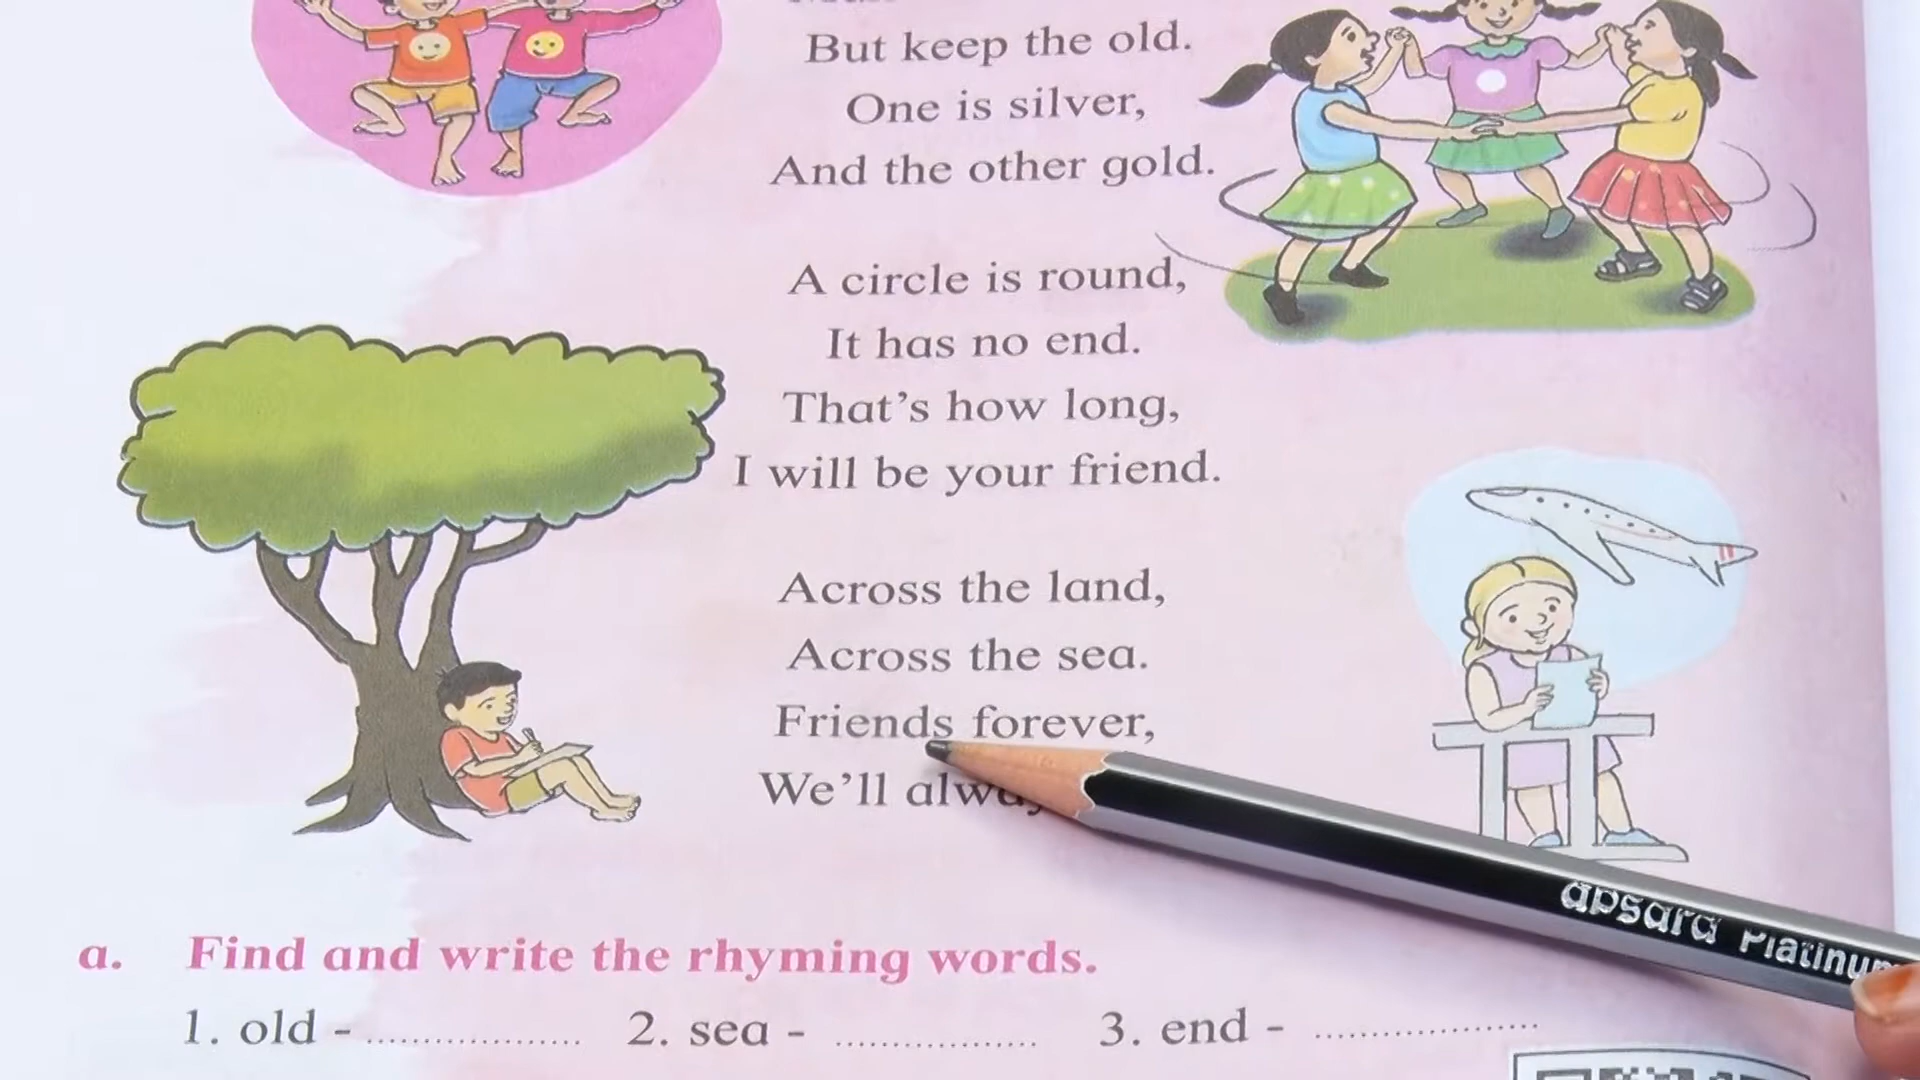 But keep the old.
One is silver,
And the other gold.
A circle is round,
It has no end.
That's how long,
I will be your friend.
Across the land,
Across the sea.
Friends forever,
We'll
a. Find and write the rhyming words.
1. old - .................. 2. sea - .................. 3. end - ..................
apsara